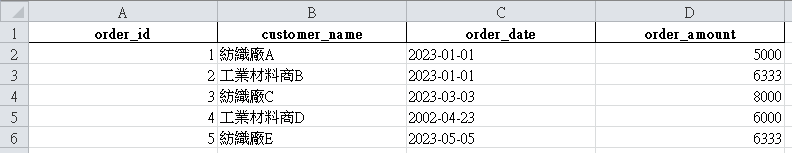 A B C D
1 order_id customer_name order_date order_amount
2 1 紡織廠A 2023-01-01 5000
3 2 工業材料商B 2023-01-01 6333
4 3 紡織廠C 2023-03-03 8000
5 4 工業材料商D 2002-04-23 6000
6 5 紡織廠E 2023-05-05 6333